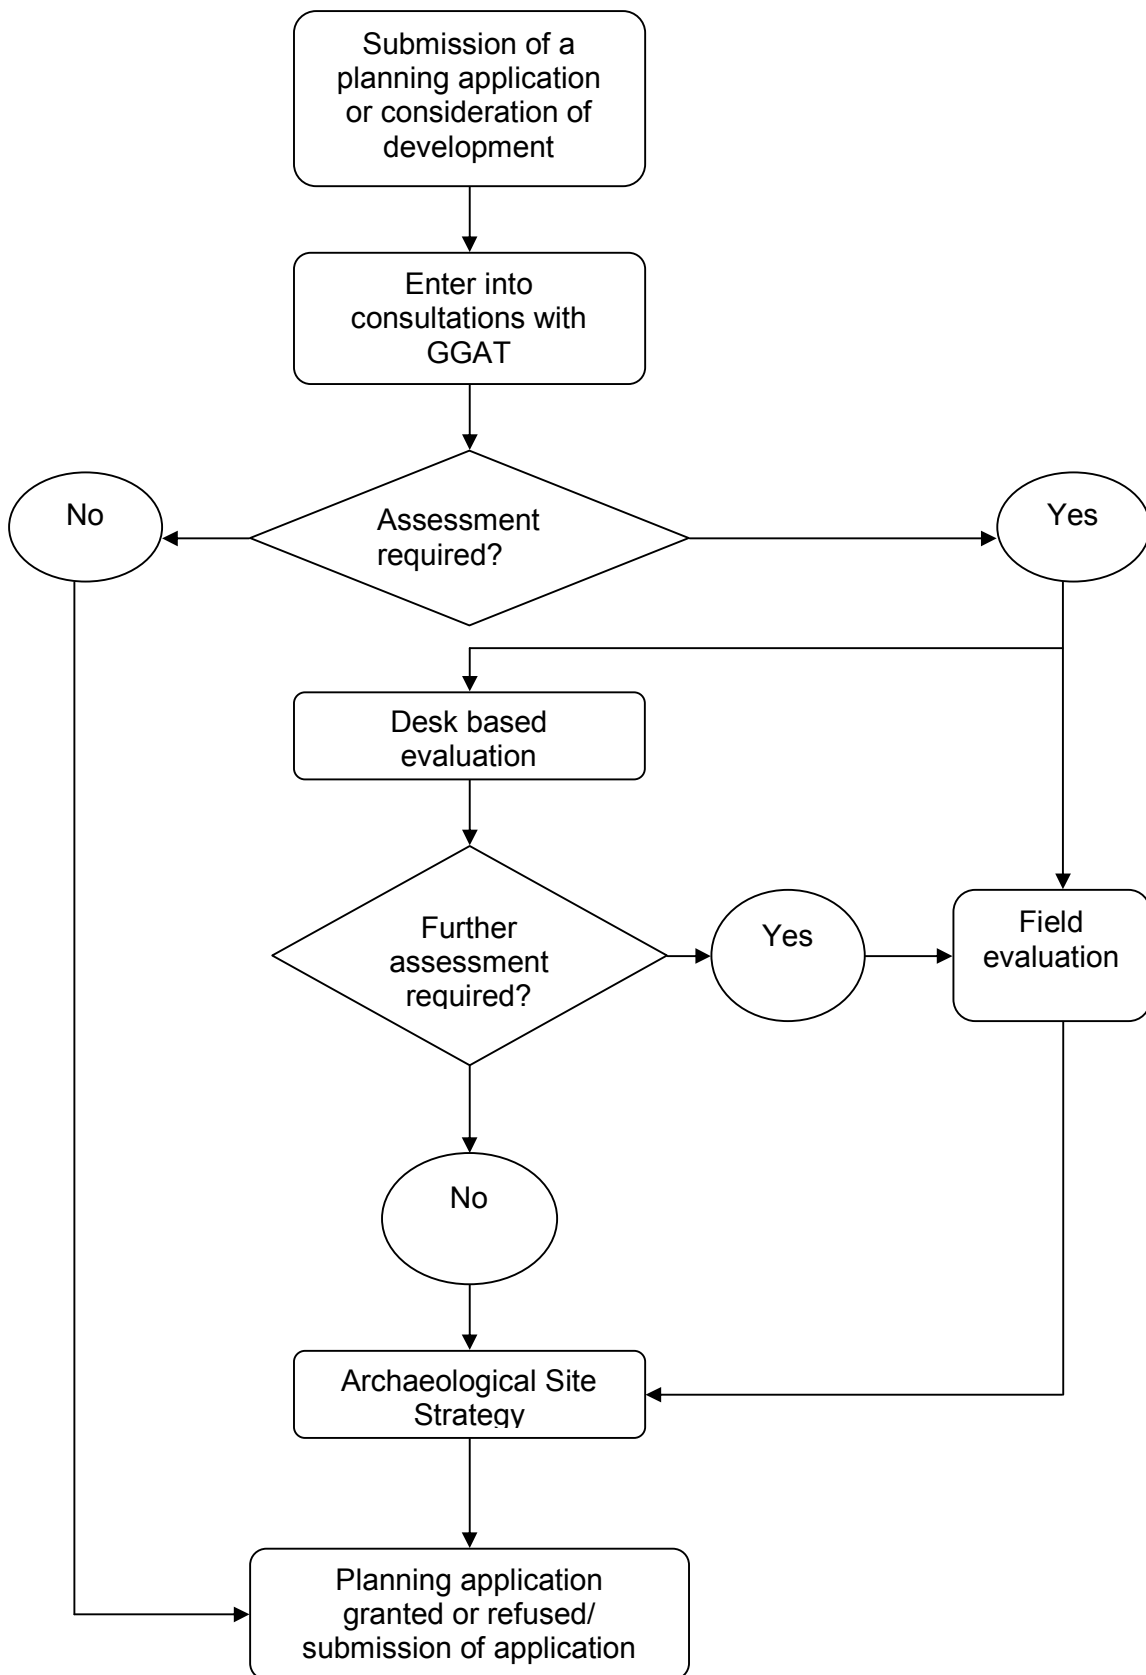 Submission of a
planning application
or consideration of
development
Enter into
consultations with
GGAT
No
Assessment
required?
Yes
Desk based
evaluation
Further
assessment
required?
Yes
Field
evaluation
No
Archaeological Site
Strategy
Planning application
granted or refused/
submission of application